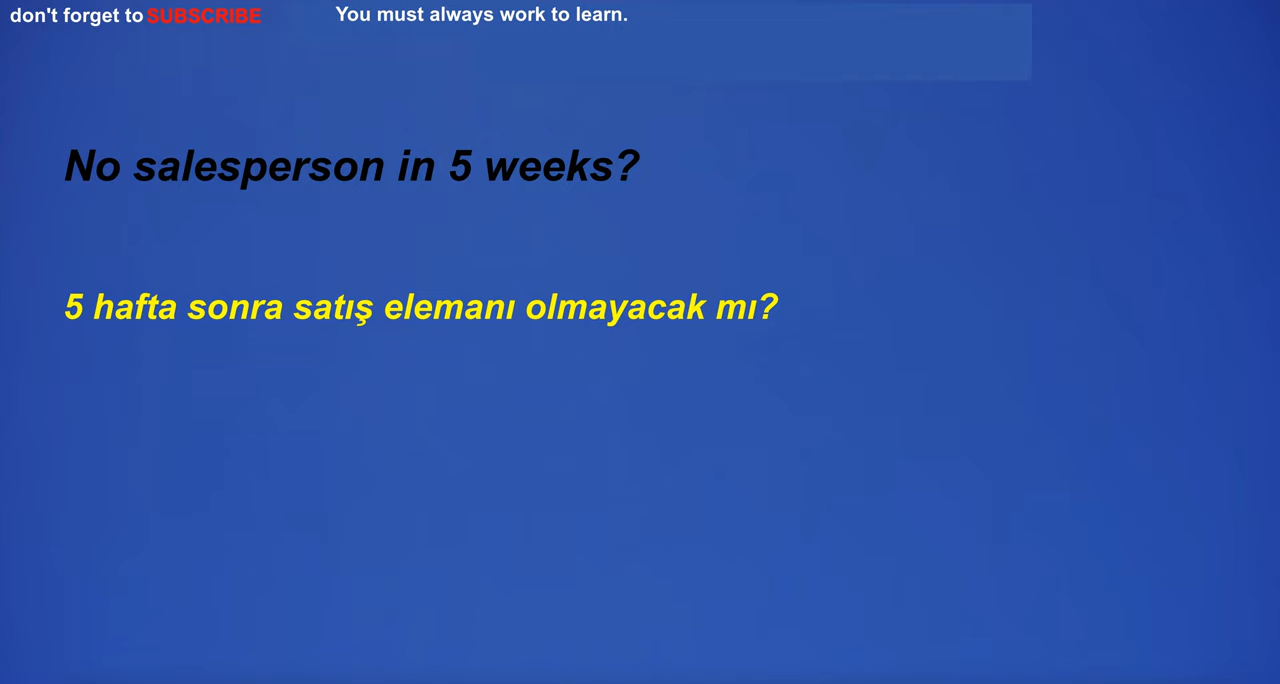 don't forget to SUBSCRIBE
You must always work to learn.
No salesperson in 5 weeks?
5 hafta sonra satış elemanı olmayacak mı?